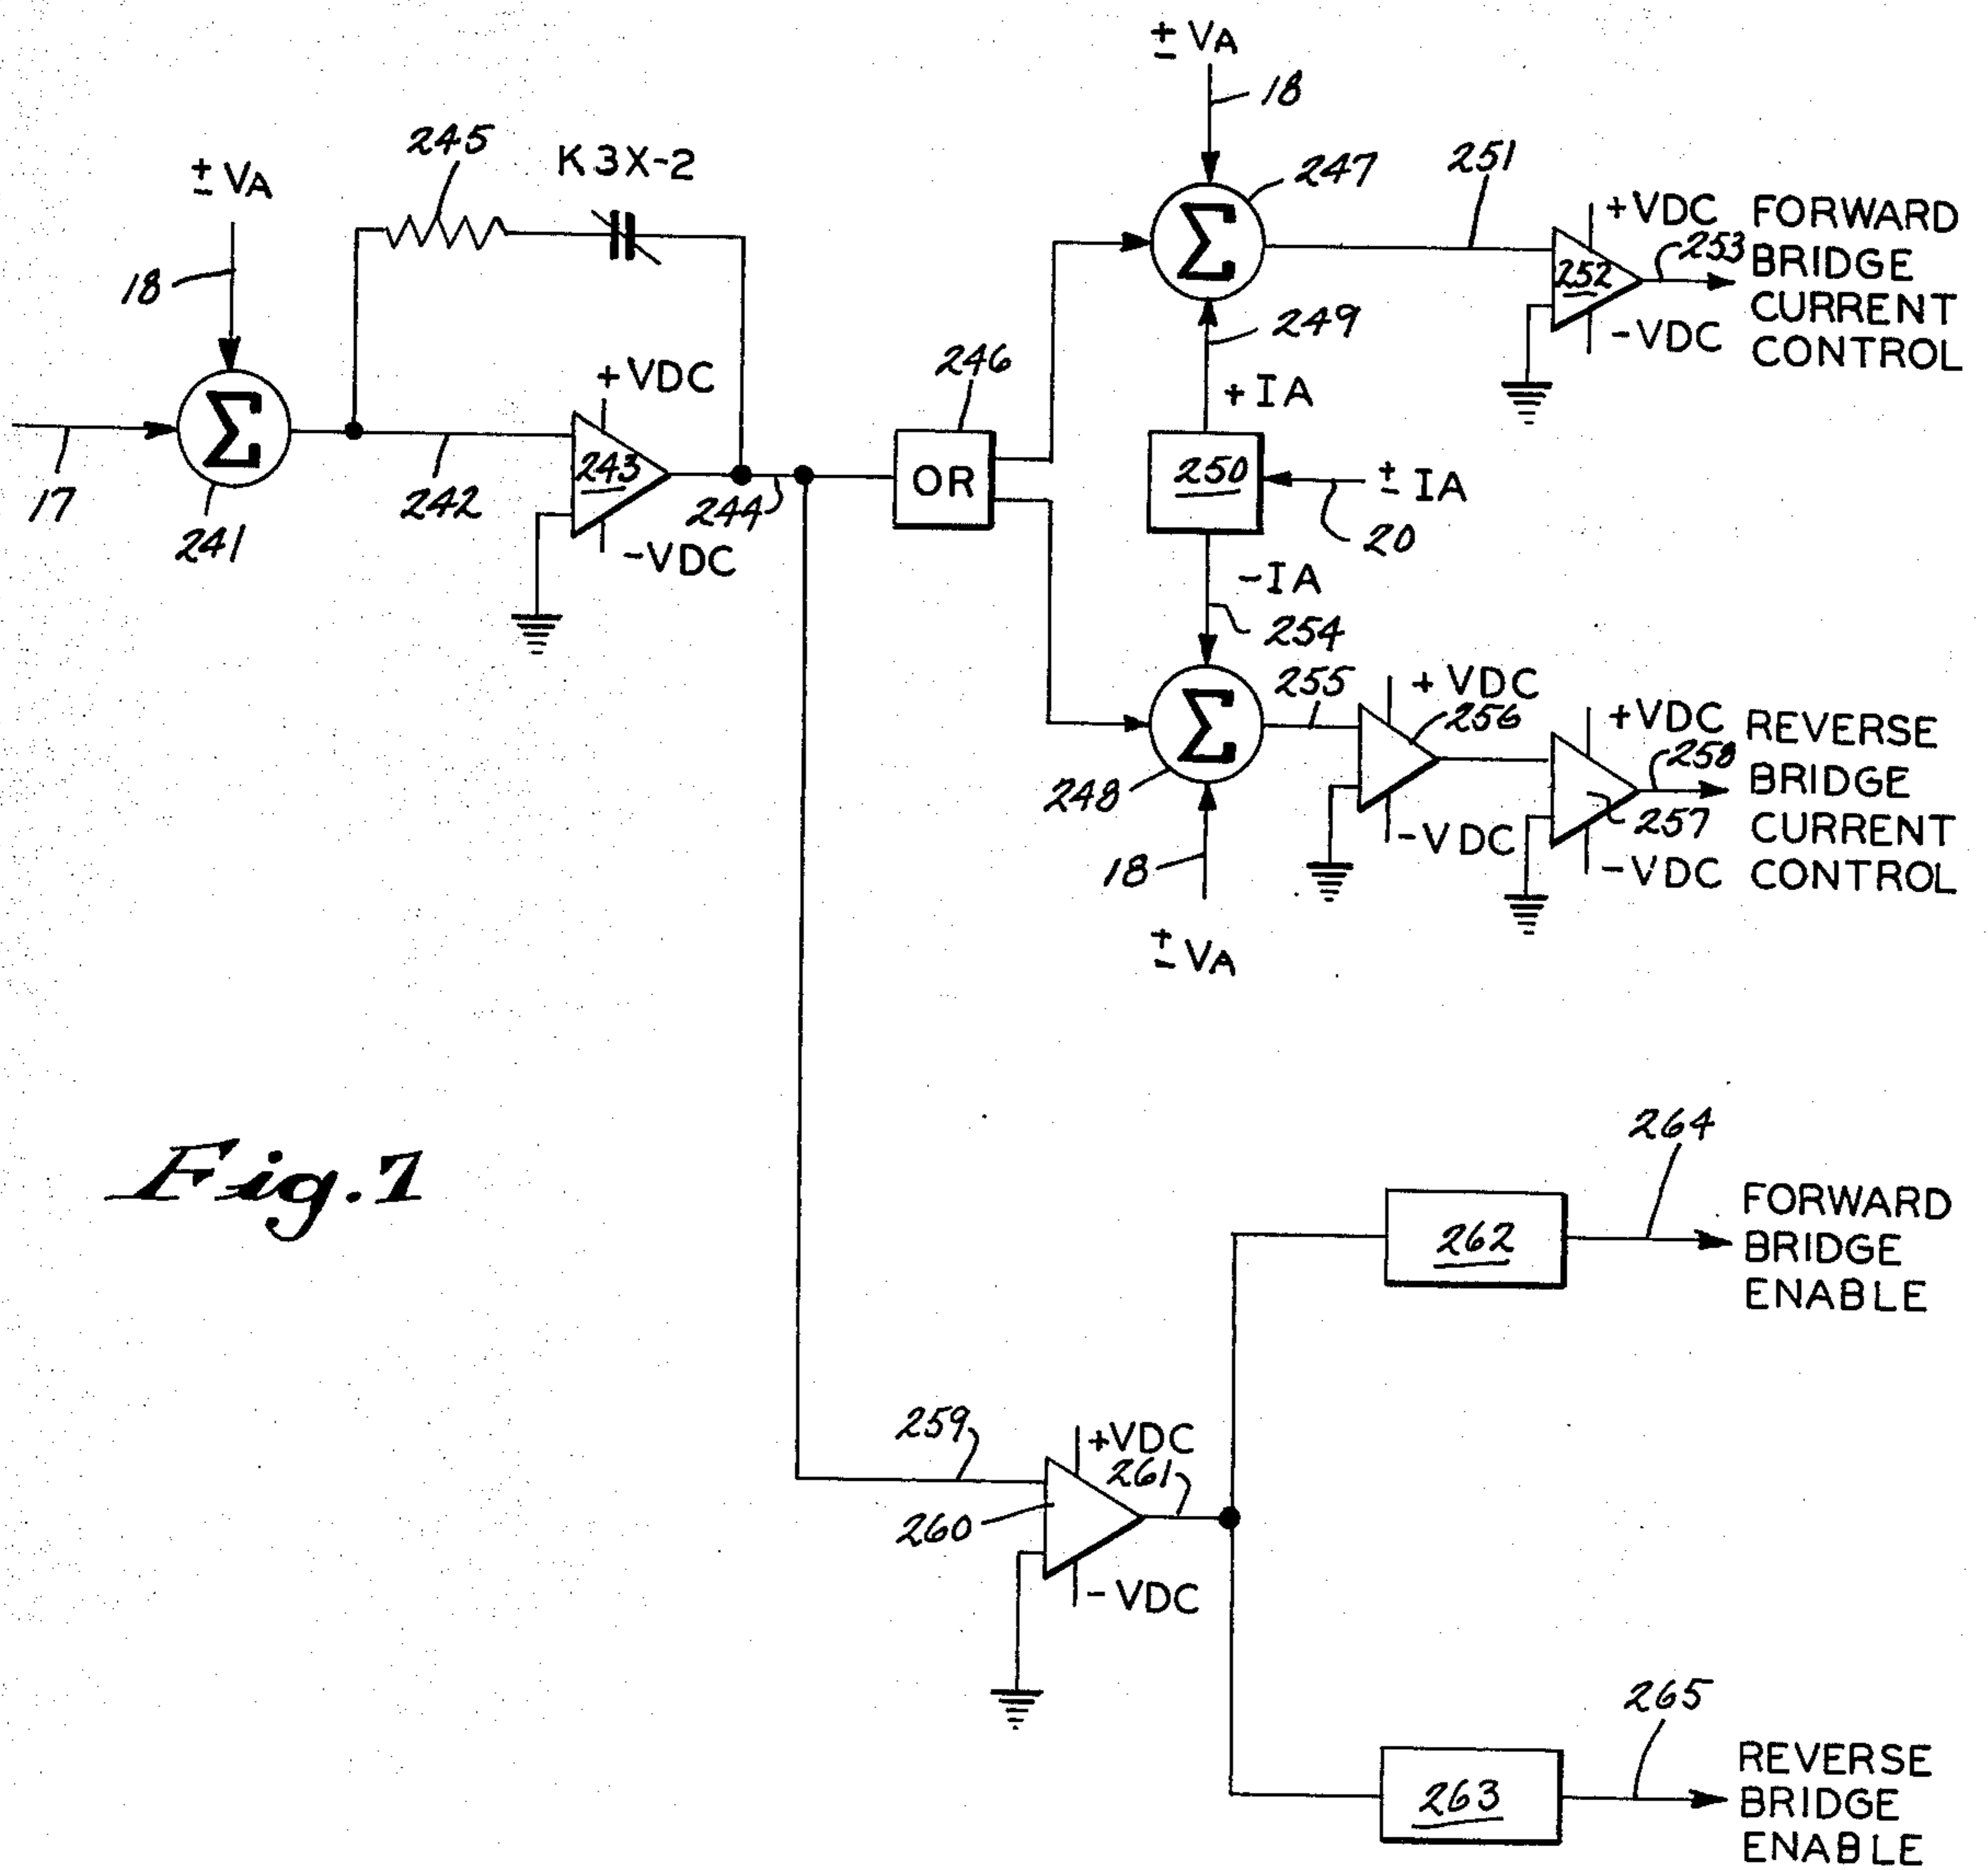 ± VA
18
245
K3X-2
± VA
18
247
251
+VDC
253
FORWARD
BRIDGE
CURRENT
CONTROL
252
-VDC
Σ
249
+IA
246
Σ
17
241
242
+VDC
243
-VDC
244
OR
250
± IA
20
-IA
254
Σ
248
18
± VA
255
+ VDC
256
-VDC
+VDC
258
257
-VDC
REVERSE
BRIDGE
CURRENT
CONTROL
Fig.7
264
262
FORWARD
BRIDGE
ENABLE
259
+VDC
261
260
- VDC
265
263
REVERSE
BRIDGE
ENABLE